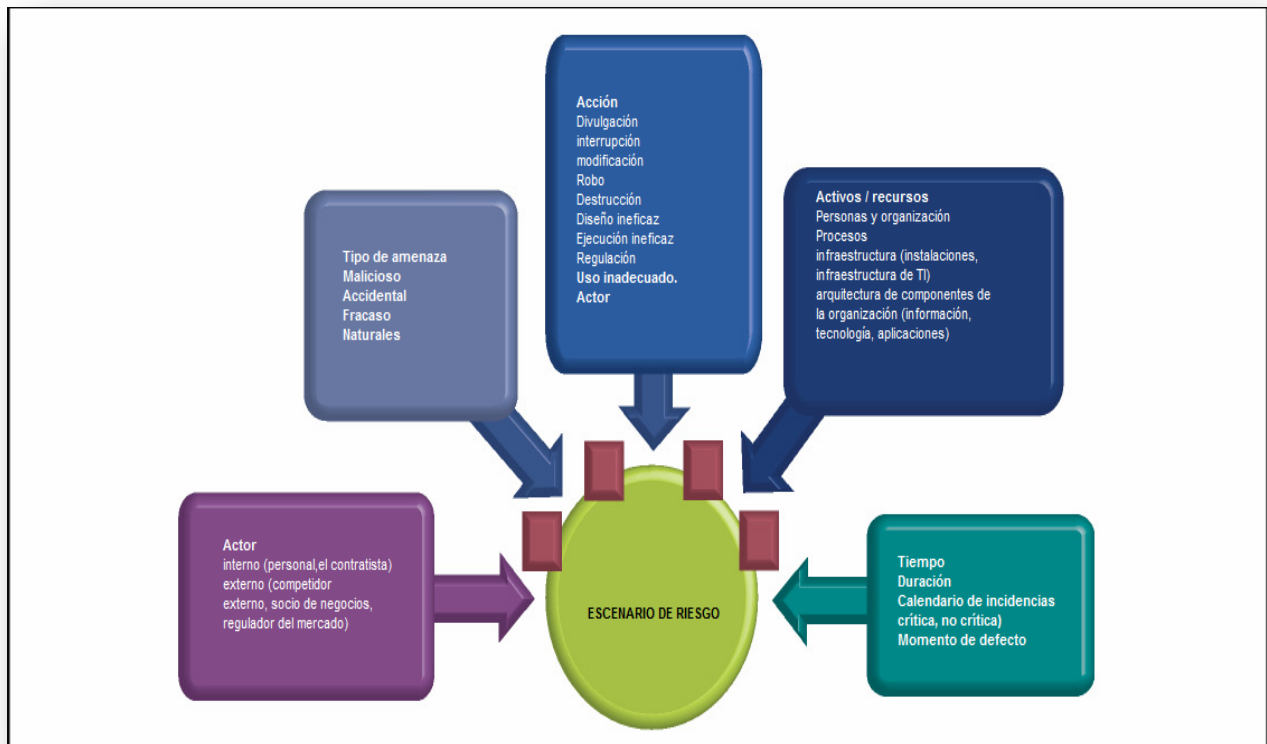 Acción
Divulgación
interrupción
modificación
Robo
Destrucción
Diseño ineficaz
Ejecución ineficaz
Regulación
Uso inadecuado.
Actor
Tipo de amenaza
Malicioso
Accidental
Fracaso
Naturales
Activos / recursos
Personas y organización
Procesos
infraestructura (instalaciones,
infraestructura de TI)
arquitectura de componentes de
la organización (información,
tecnología, aplicaciones)
Actor
interno (personal,el contratista)
externo (competidor
externo, socio de negocios,
regulador del mercado)
ESCENARIO DE RIESGO
Tiempo
Duración
Calendario de incidencias
crítica, no crítica)
Momento de defecto